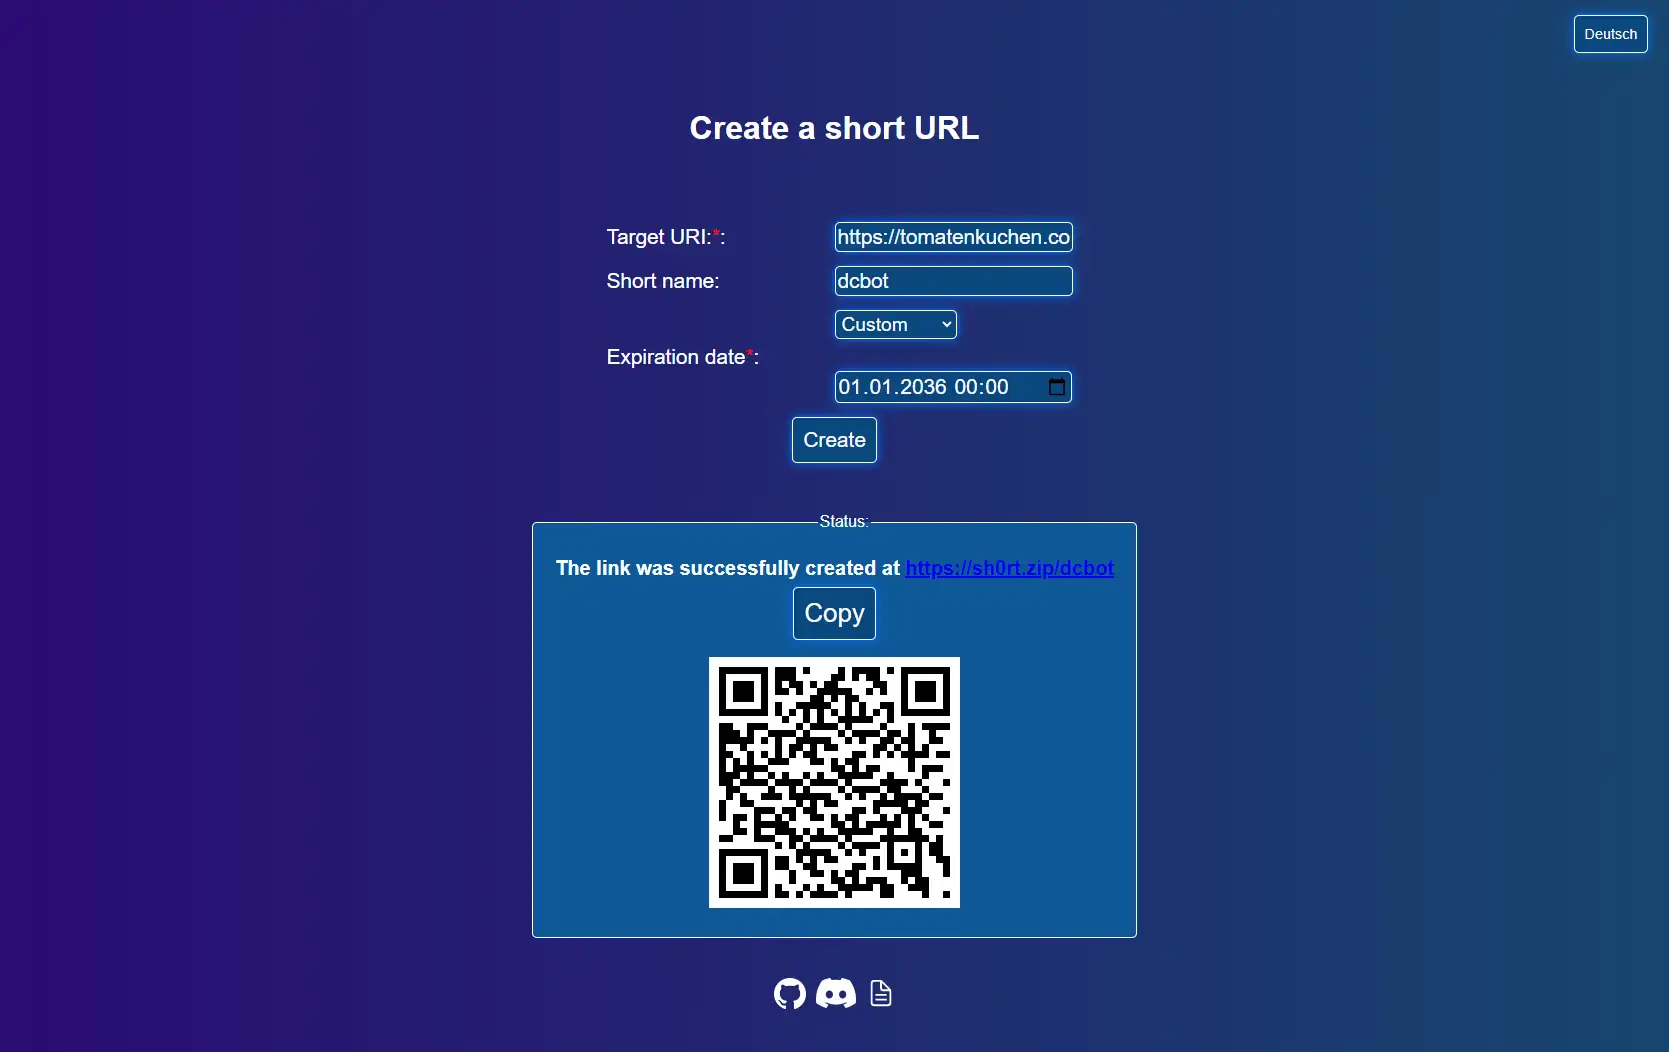 Deutsch
Create a short URL
Target URI:*: https://tomatenkuchen.co
Short name: dcbot
Custom
Expiration date*:
01.01.2036 00:00
Create
Status:
The link was successfully created at https://sh0rt.zip/dcbot
Copy